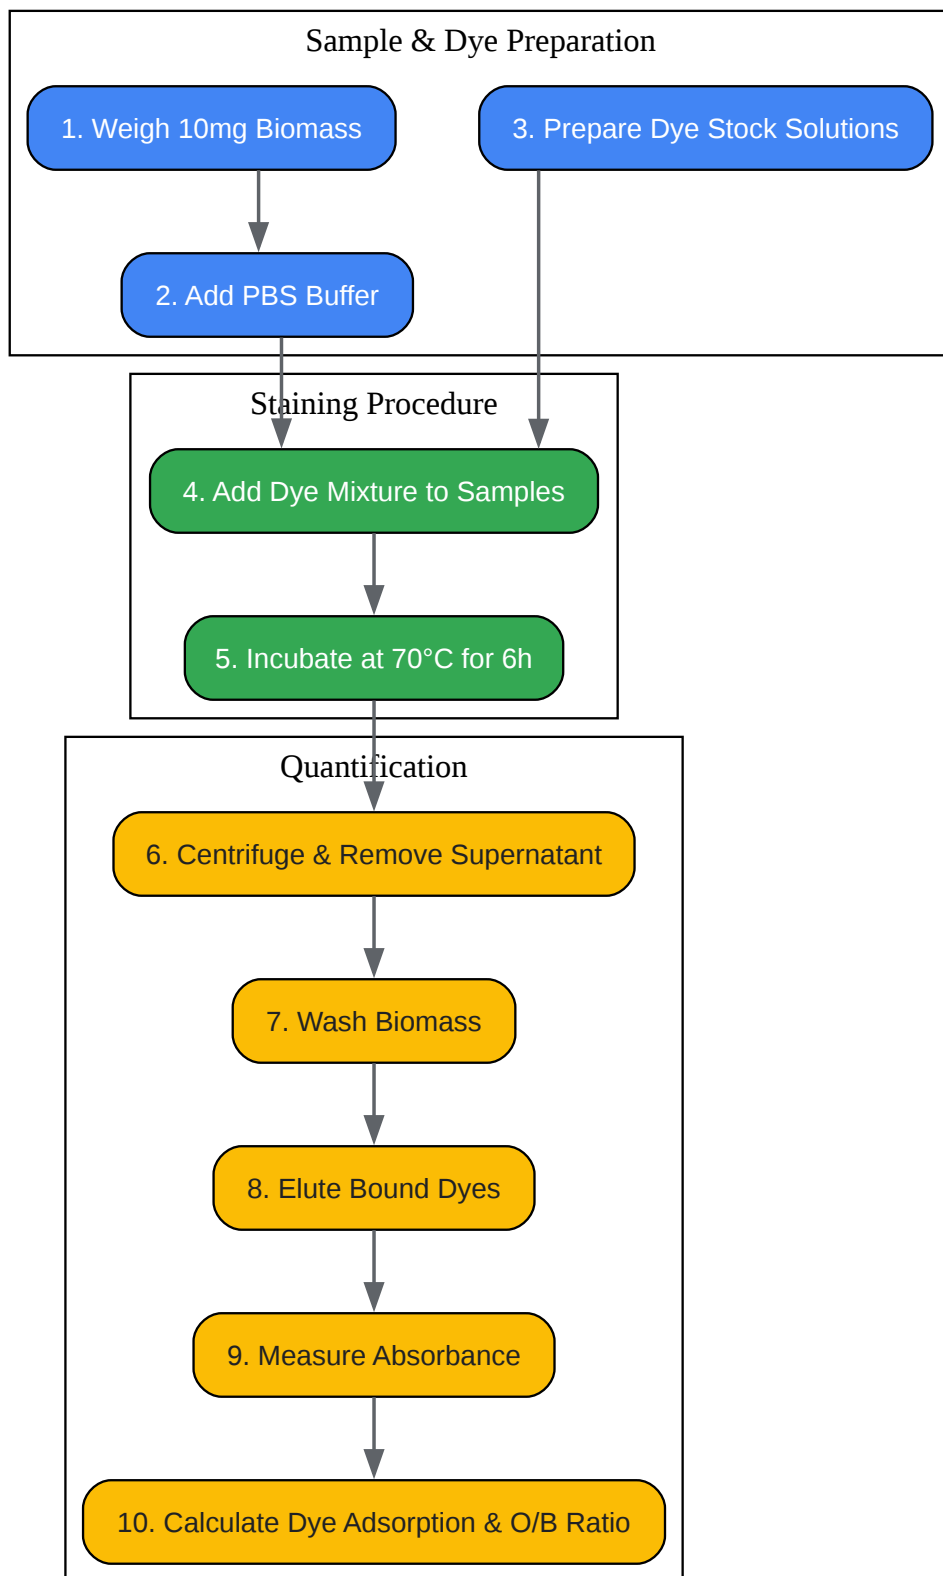 Sample & Dye Preparation
1. Weigh 10mg Biomass
3. Prepare Dye Stock Solutions
2. Add PBS Buffer
Staining Procedure
4. Add Dye Mixture to Samples
5. Incubate at 70°C for 6h
Quantification
6. Centrifuge & Remove Supernatant
7. Wash Biomass
8. Elute Bound Dyes
9. Measure Absorbance
10. Calculate Dye Adsorption & O/B Ratio